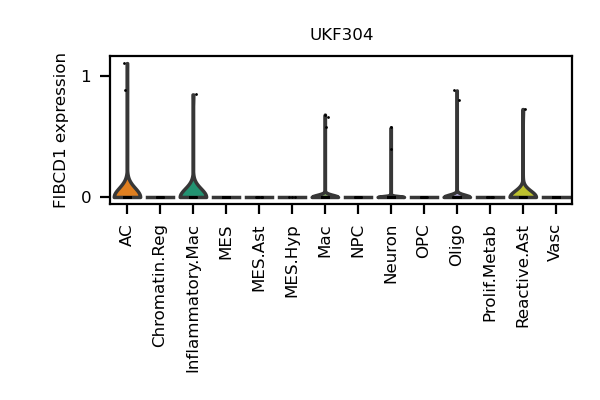 UKF304
FIBCD1 expression
1
0
AC
Chromatin.Reg
Inflammatory.Mac
MES
MES.Ast
MES.Hyp
Mac
NPC
Neuron
OPC
Oligo
Prolif.Metab
Reactive.Ast
Vasc